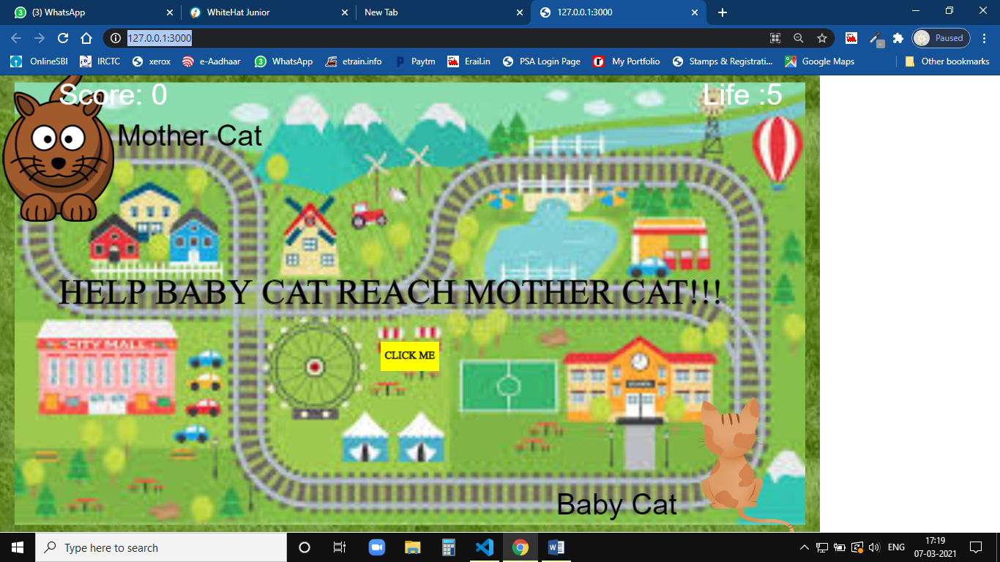 (3) WhatsApp
WhiteHat Junior
New Tab
127.0.0.1:3000
127.0.0.1:3000
Paused
OnlineSBI
IRCTC
xerox
e-Aadhaar
WhatsApp
etrain.info
Paytm
Erail.in
PSA Login Page
My Portfolio
Stamps & Registrati...
Google Maps
Other bookmarks
Score: 0
Life :5
Mother Cat
HELP BABY CAT REACH MOTHER CAT!!!
CITY MALL
CLICK ME
SCHOOL
Baby Cat
Type here to search
ENG
17:19
07-03-2021